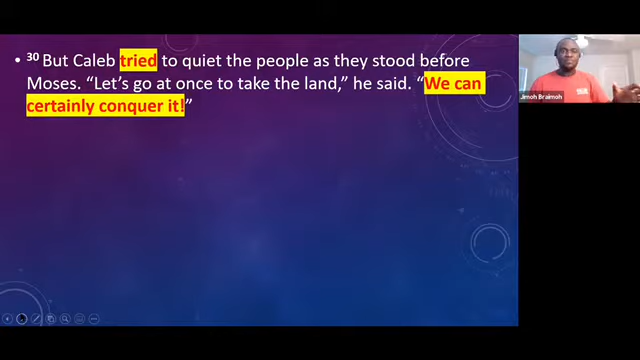 • ³⁰ But Caleb tried to quiet the people as they stood before
Moses. “Let’s go at once to take the land,” he said. “We can
certainly conquer it!”
Jimoh Braimoh